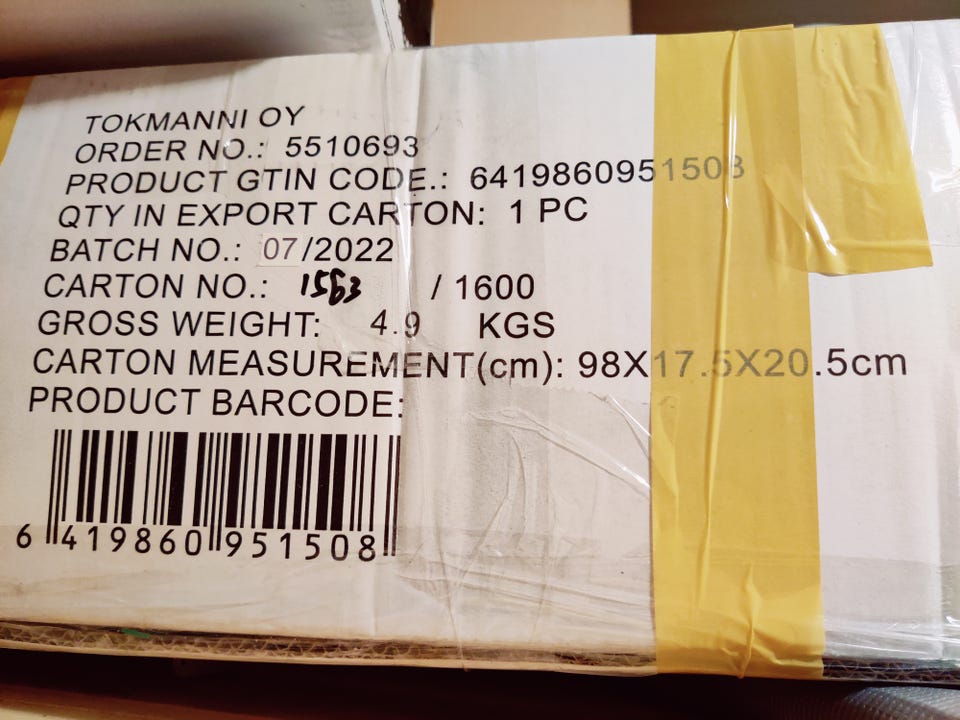 TOKMANNI OY
ORDER NO.: 5510693
PRODUCT GTIN CODE.: 6419860951508
QTY IN EXPORT CARTON: 1 PC
BATCH NO.: 07/2022
CARTON NO.: 1563 / 1600
GROSS WEIGHT: 4.9 KGS
CARTON MEASUREMENT(cm): 98X17.5X20.5cm
PRODUCT BARCODE:
6 419860 951508